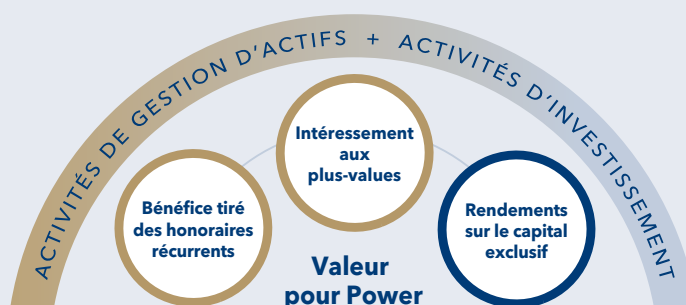 ACTIVITÉS DE GESTION D'ACTIFS + ACTIVITÉS D'INVESTISSEMENT
Intéressement
aux
plus-values
Bénéfice tiré
des honoraires
récurrents
Rendements
sur le capital
exclusif
Valeur
pour Power